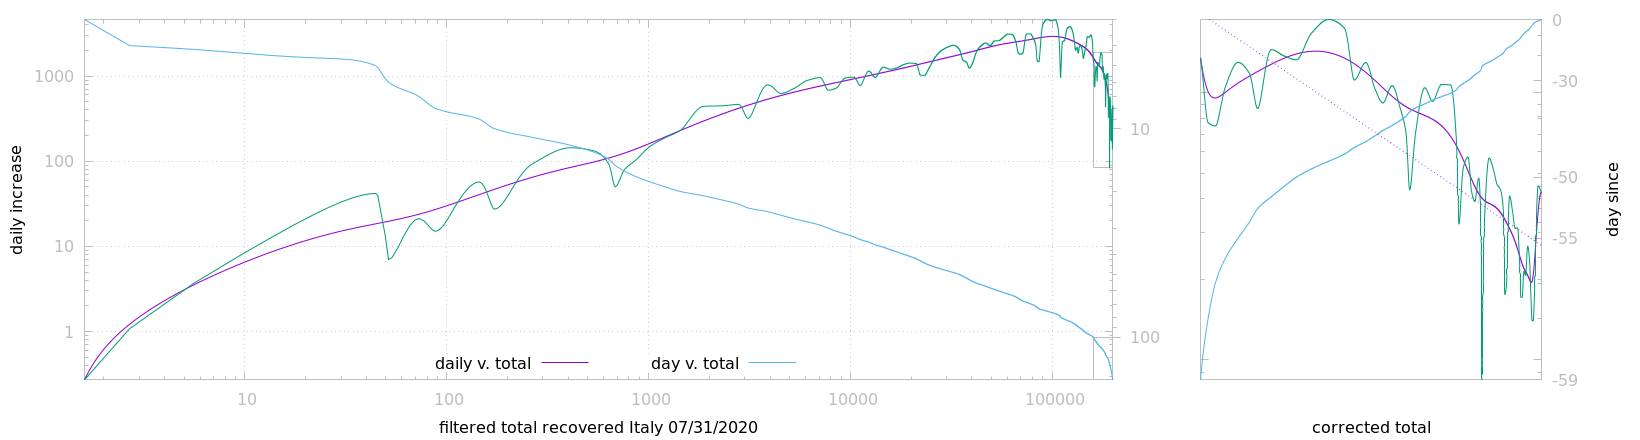 1000
100
10
1
daily increase
10
100
1000
10000
100000
10
100
daily v. total
day v. total
filtered total recovered Italy 07/31/2020
0
-30
-50
-55
-59
day since
corrected total